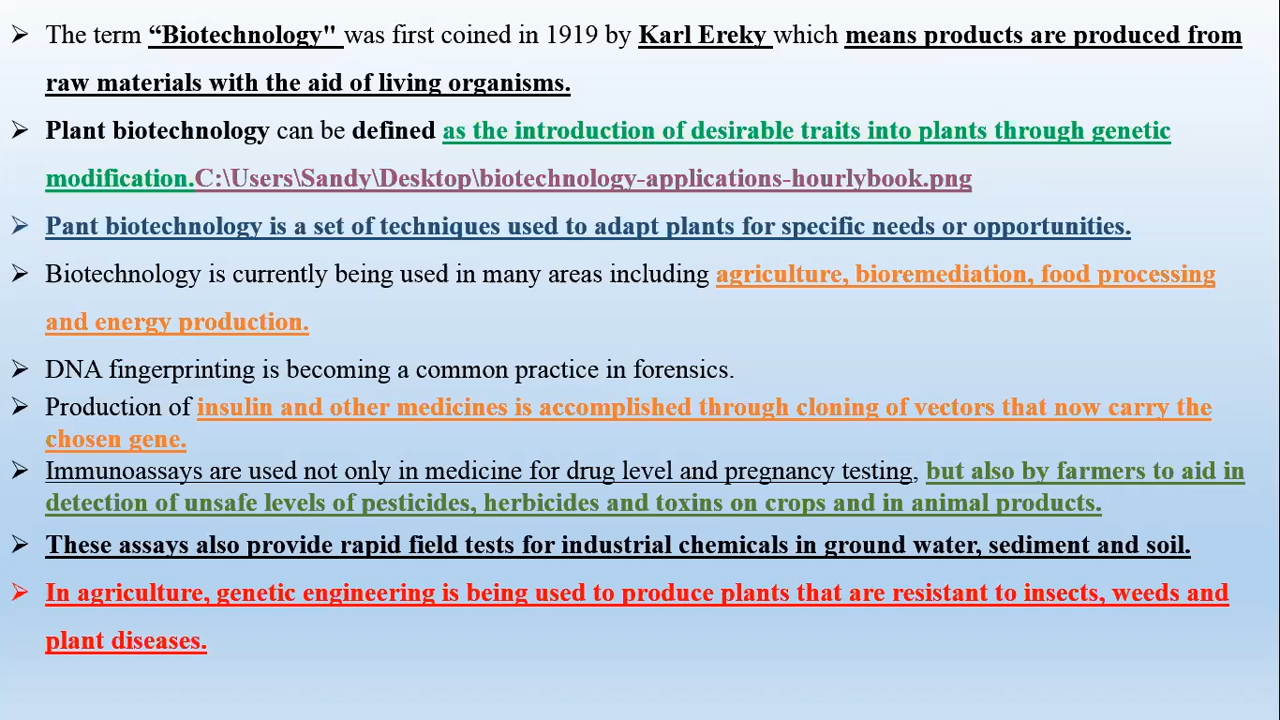 ➢ The term “Biotechnology" was first coined in 1919 by Karl Ereky which means products are produced from
raw materials with the aid of living organisms.
➢ Plant biotechnology can be defined as the introduction of desirable traits into plants through genetic
modification.C:\Users\Sandy\Desktop\biotechnology-applications-hourlybook.png
➢ Pant biotechnology is a set of techniques used to adapt plants for specific needs or opportunities.
➢ Biotechnology is currently being used in many areas including agriculture, bioremediation, food processing
and energy production.
➢ DNA fingerprinting is becoming a common practice in forensics.
➢ Production of insulin and other medicines is accomplished through cloning of vectors that now carry the
chosen gene.
➢ Immunoassays are used not only in medicine for drug level and pregnancy testing, but also by farmers to aid in
detection of unsafe levels of pesticides, herbicides and toxins on crops and in animal products.
➢ These assays also provide rapid field tests for industrial chemicals in ground water, sediment and soil.
➢ In agriculture, genetic engineering is being used to produce plants that are resistant to insects, weeds and
plant diseases.